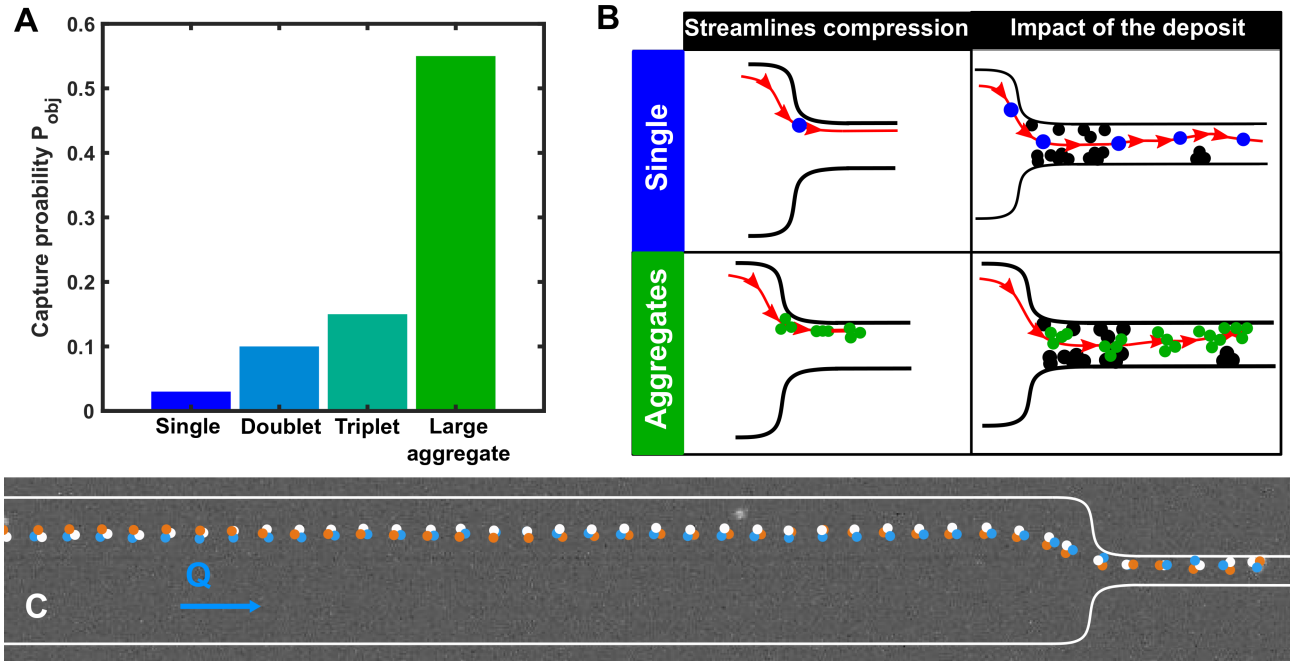 A
Capture proability P_obj
0.6
0.5
0.4
0.3
0.2
0.1
0
Single
Doublet
Triplet
Large
aggregate
B
Streamlines compression
Impact of the deposit
Single
Aggregates
Q
C